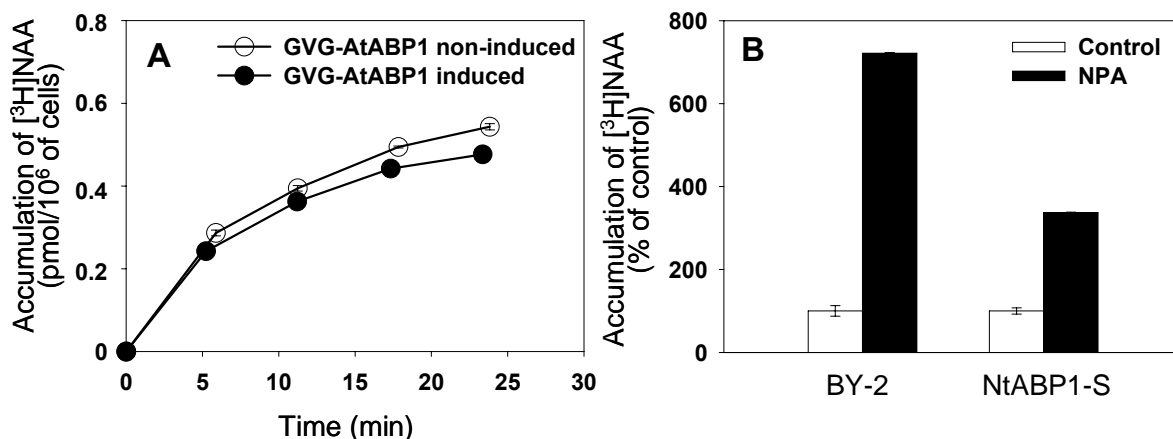 A
GVG-AtABP1 non-induced
GVG-AtABP1 induced
Accumulation of [³H]NAA
(pmol/10⁶ of cells)
0.8
0.6
0.4
0.2
0
0 5 10 15 20 25 30
Time (min)
B
Control
NPA
Accumulation of [³H]NAA
(% of control)
800
600
400
200
0
BY-2 NtABP1-S